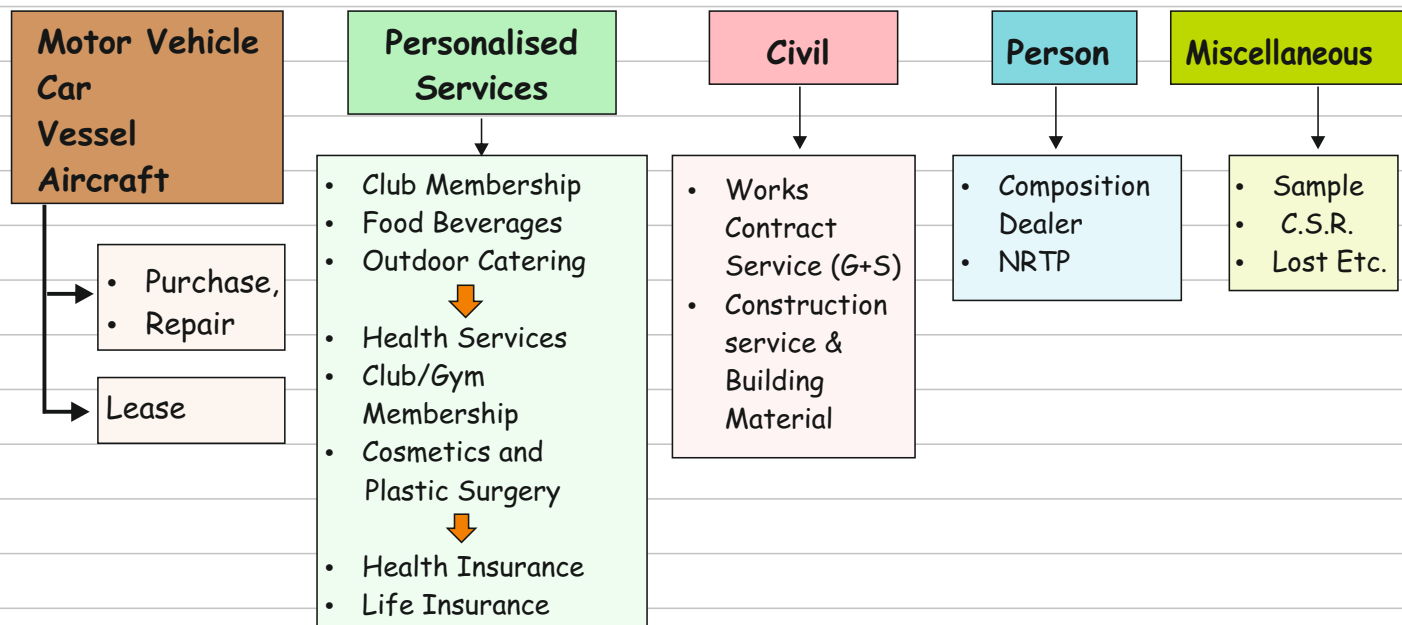 Motor Vehicle
Car
Vessel
Aircraft
• Purchase,
• Repair
Lease
Personalised
Services
• Club Membership
• Food Beverages
• Outdoor Catering
• Health Services
• Club/Gym
Membership
• Cosmetics and
Plastic Surgery
• Health Insurance
• Life Insurance
Civil
• Works
Contract
Service (G+S)
• Construction
service &
Building
Material
Person
• Composition
Dealer
• NRTP
Miscellaneous
• Sample
• C.S.R.
• Lost Etc.